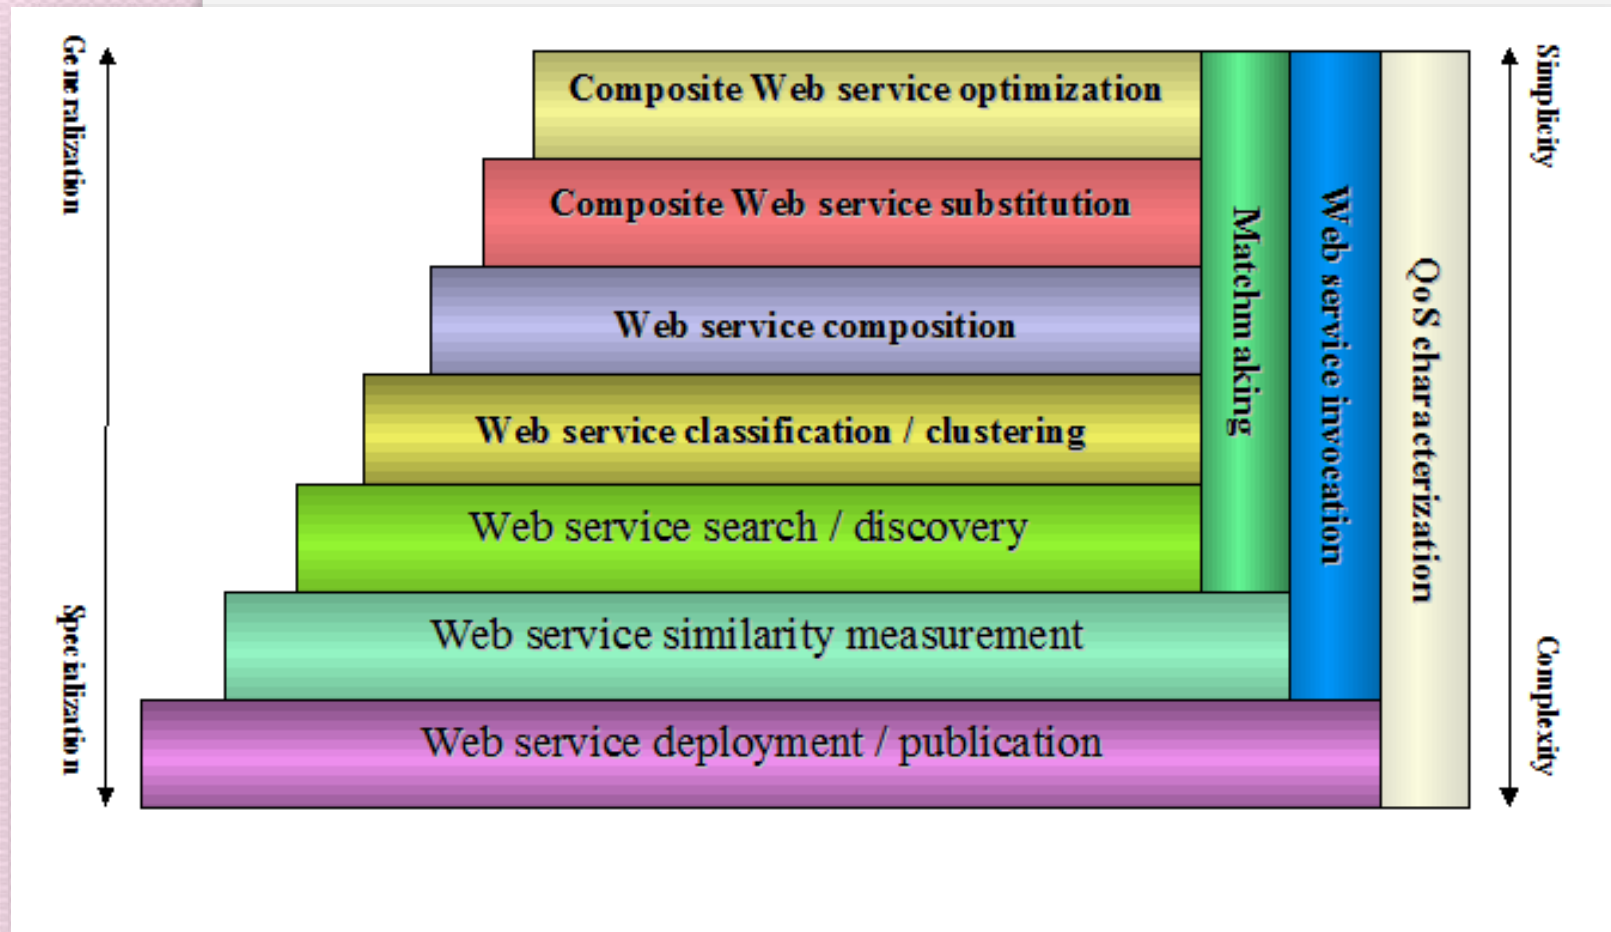 Generalization
Specialization
Composite Web service optimization
Composite Web service substitution
Web service composition
Web service classification / clustering
Web service search / discovery
Web service similarity measurement
Web service deployment / publication
Matchmaking
Web service invocation
QoS characterization
Simplicity
Complexity